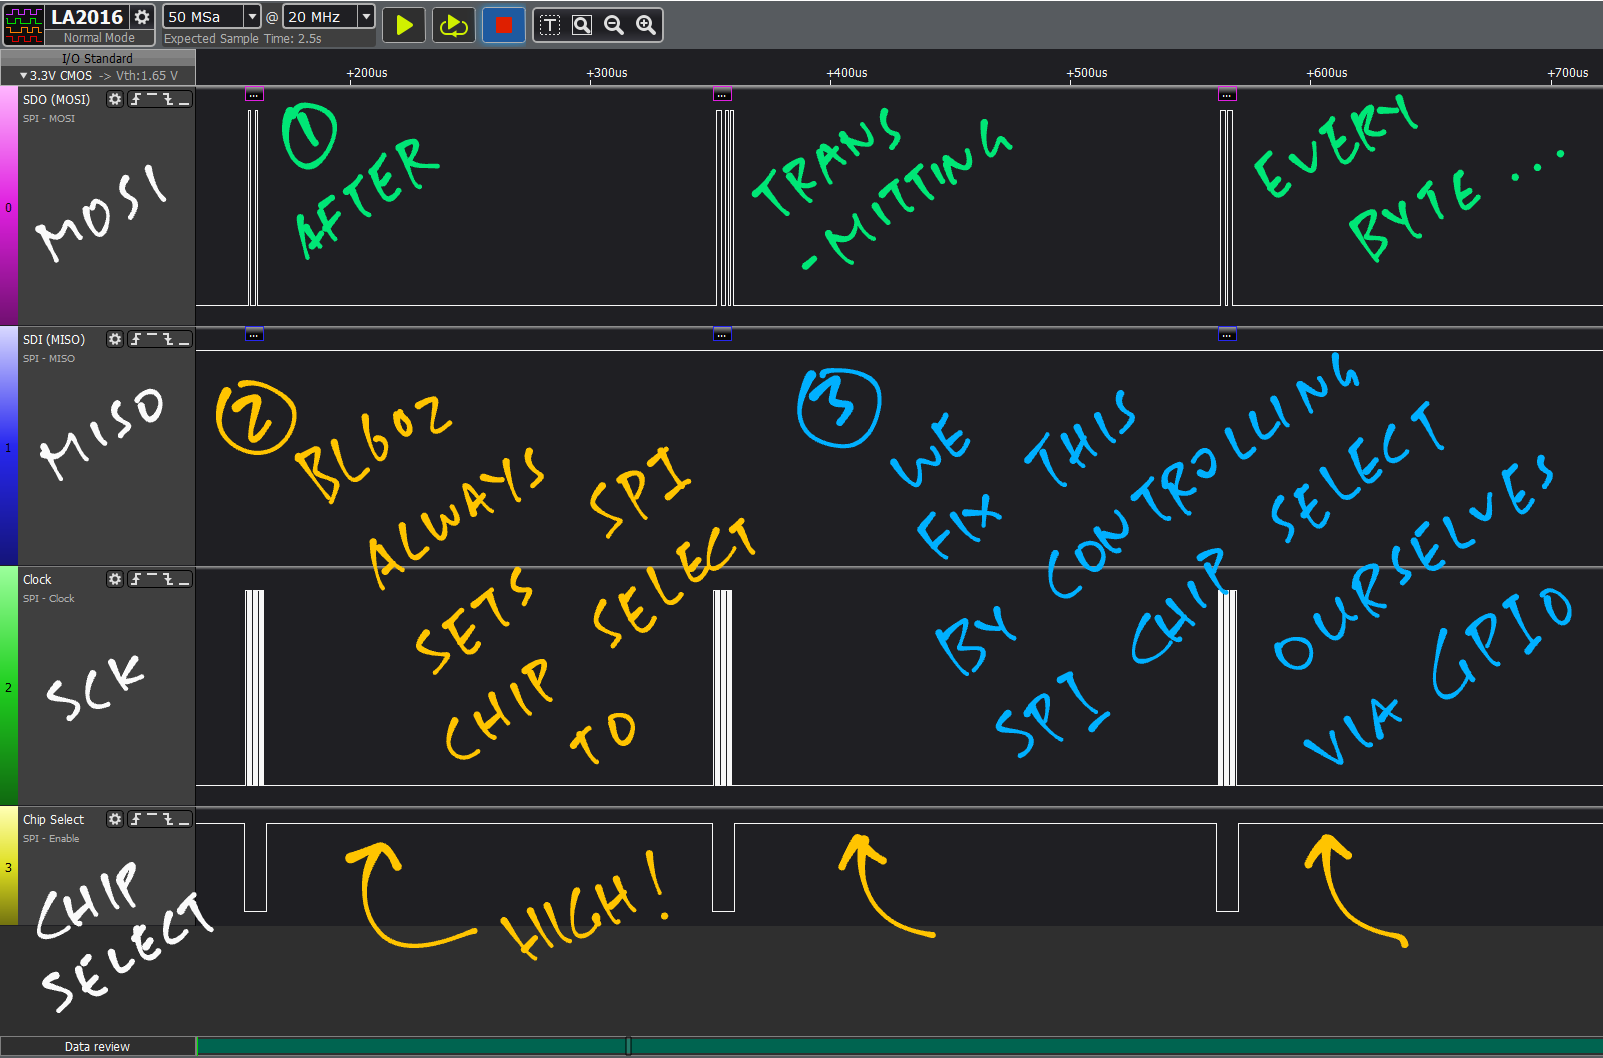 LA2016
Normal Mode
50 MSa @ 20 MHz
Expected Sample Time: 2.5s
T
I/O Standard
3.3V CMOS -> Vth:1.65 V
+200us +300us +400us +500us +600us +700us
SDO (MOSI)
SPI - MOSI
0
MOSI
... ... ...
1
AFTER
TRANS
-MITTING
EVERY
BYTE ...
SDI (MISO)
SPI - MISO
1
MISO
... ... ...
2
BL602
ALWAYS
SETS SPI
CHIP SELECT
TO
HIGH!
3
WE
FIX THIS
BY CONTROLLING
SPI CHIP SELECT
OURSELVES
VIA GPIO
Clock
SPI - Clock
2
SCK
Chip Select
SPI - Enable
3
CHIP
SELECT
Data review